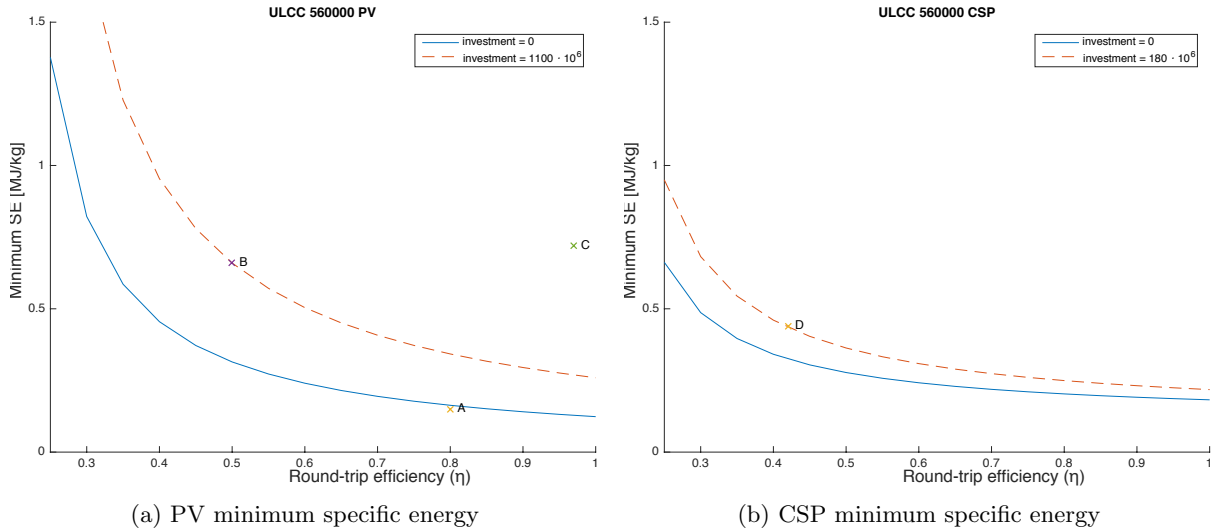 ULCC 560000 PV
1.5
1
0.5
0
Minimum SE [MJ/kg]
investment = 0
investment = 1100 · 10^6
B
C
A
0.3 0.4 0.5 0.6 0.7 0.8 0.9 1
Round-trip efficiency (η)
(a) PV minimum specific energy
ULCC 560000 CSP
1.5
1
0.5
0
Minimum SE [MJ/kg]
investment = 0
investment = 180 · 10^6
D
0.3 0.4 0.5 0.6 0.7 0.8 0.9 1
Round-trip efficiency (η)
(b) CSP minimum specific energy